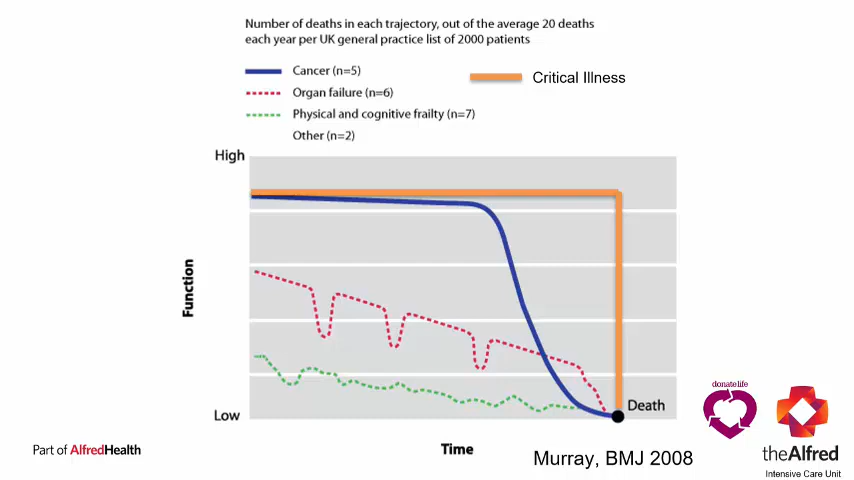 Number of deaths in each trajectory, out of the average 20 deaths
each year per UK general practice list of 2000 patients
Cancer (n=5)
Critical Illness
Organ failure (n=6)
Physical and cognitive frailty (n=7)
Other (n=2)
High
Function
Low
Death
Time
Murray, BMJ 2008
Part of AlfredHealth
donatelife
theAlfred
Intensive Care Unit